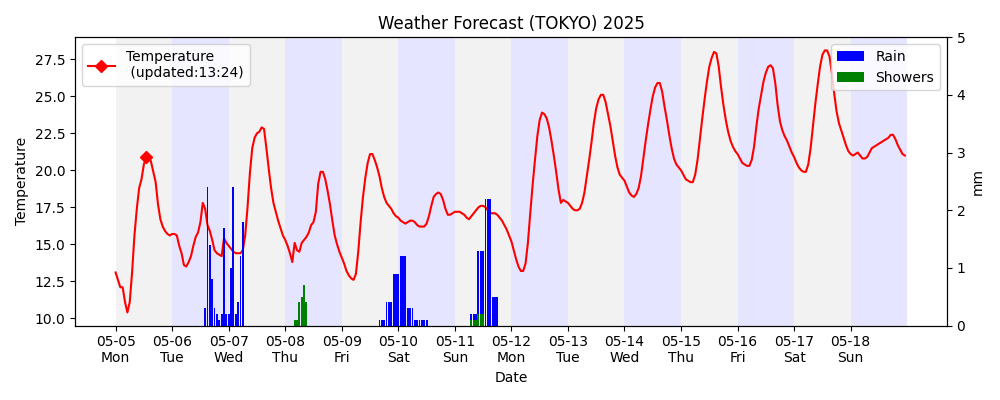 Weather Forecast (TOKYO) 2025
Temperature
(updated:13:24)
Rain
Showers
Temperature
27.5
25.0
22.5
20.0
17.5
15.0
12.5
10.0
5
4
3
2
1
0
mm
05-05 05-06 05-07 05-08 05-09 05-10 05-11 05-12 05-13 05-14 05-15 05-16 05-17 05-18
Mon Tue Wed Thu Fri Sat Sun Mon Tue Wed Thu Fri Sat Sun
Date